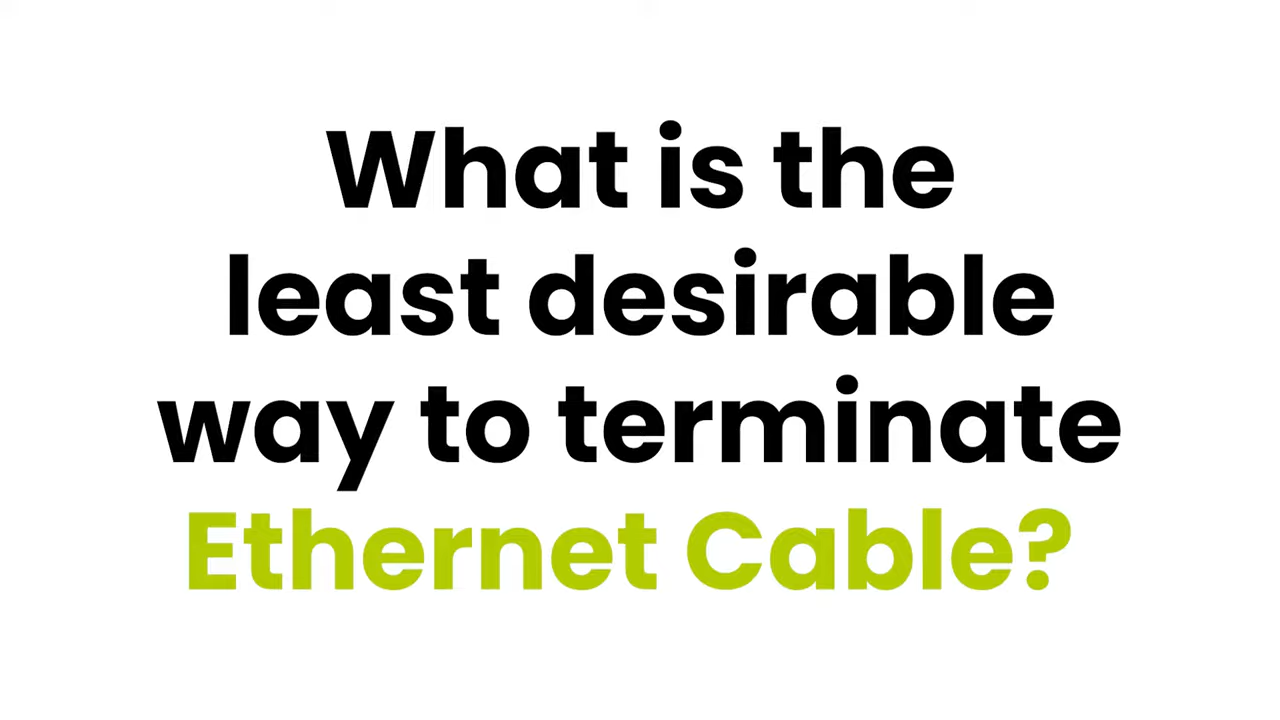 What is the
least desirable
way to terminate
Ethernet Cable?